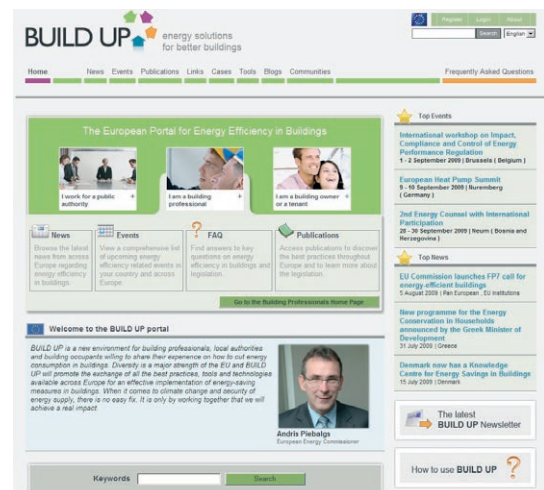 BUILD UP
energy solutions
for better buildings
Register Login About
Search English
Home News Events Publications Links Cases Tools Blogs Communities Frequently Asked Questions
The European Portal for Energy Efficiency in Buildings
I work for a public
authority
I am a building
professional
I am a building owner
or a tenant
News
Browse the latest
news from across
Europe regarding
energy efficiency
in buildings.
Events
View a comprehensive list
of upcoming energy
efficiency related events in
your country and across
Europe.
FAQ
Find answers to key
questions on energy
efficiency in buildings and
legislation.
Publications
Access publications to discover
the best practices throughout
Europe and to learn more about
the legislation.
Go to the Building Professionals Home Page
Welcome to the BUILD UP portal
BUILD UP is a new environment for building professionals, local authorities
and building occupants willing to share their experience on how to cut energy
consumption in buildings. Diversity is a major strength of the EU and BUILD
UP will promote the exchange of all the best practices, tools and technologies
available across Europe for an effective implementation of energy-saving
measures in buildings. When it comes to climate change and security of
energy supply, there is no easy fix. It is only by working together that we will
achieve a real impact.
Andris Piebalgs
European Energy Commissioner
Keywords Search
Top Events
International workshop on Impact,
Compliance and Control of Energy
Performance Regulation
1 - 2 September 2009 | Brussels ( Belgium )
European Heat Pump Summit
9 - 10 September 2009 | Nuremberg
( Germany )
2nd Energy Counsel with International
Participation
28 - 30 September 2009 | Neum ( Bosnia and
Herzegovina )
Top News
EU Commission launches FP7 call for
energy-efficient buildings
5 August 2009 | Pan European , EU Institutions
New programme for the Energy
Conservation in Households
announced by the Greek Minister of
Development
31 July 2009 | Greece
Denmark now has a Knowledge
Centre for Energy Savings in Buildings
15 July 2009 | Denmark
The latest
BUILD UP Newsletter
How to use BUILD UP